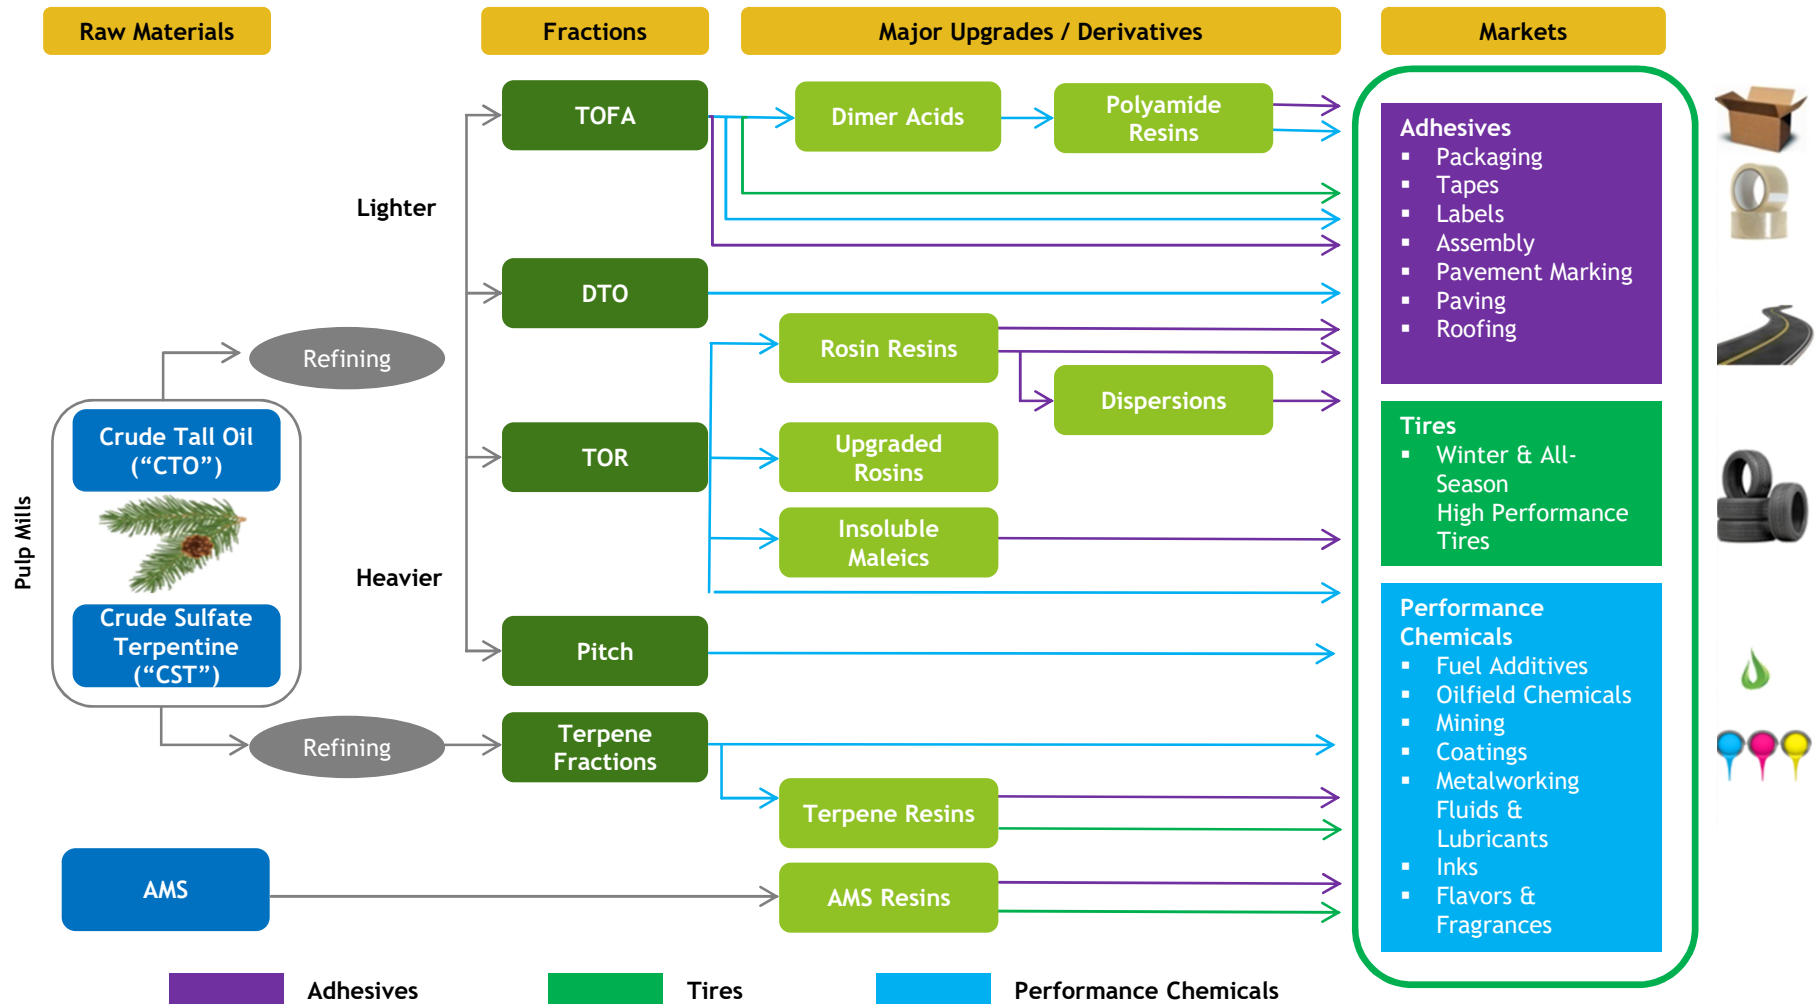 Raw Materials
Fractions
Major Upgrades / Derivatives
Markets
Pulp Mills
Crude Tall Oil
(“CTO”)
Crude Sulfate
Terpentine
(“CST”)
AMS
Refining
Refining
Lighter
Heavier
TOFA
DTO
TOR
Pitch
Terpene
Fractions
Dimer Acids
Polyamide
Resins
Rosin Resins
Dispersions
Upgraded
Rosins
Insoluble
Maleics
Terpene Resins
AMS Resins
Adhesives
▪ Packaging
▪ Tapes
▪ Labels
▪ Assembly
▪ Pavement Marking
▪ Paving
▪ Roofing
Tires
▪ Winter & All-
Season
High Performance
Tires
Performance
Chemicals
▪ Fuel Additives
▪ Oilfield Chemicals
▪ Mining
▪ Coatings
▪ Metalworking
Fluids &
Lubricants
▪ Inks
▪ Flavors &
Fragrances
Adhesives
Tires
Performance Chemicals